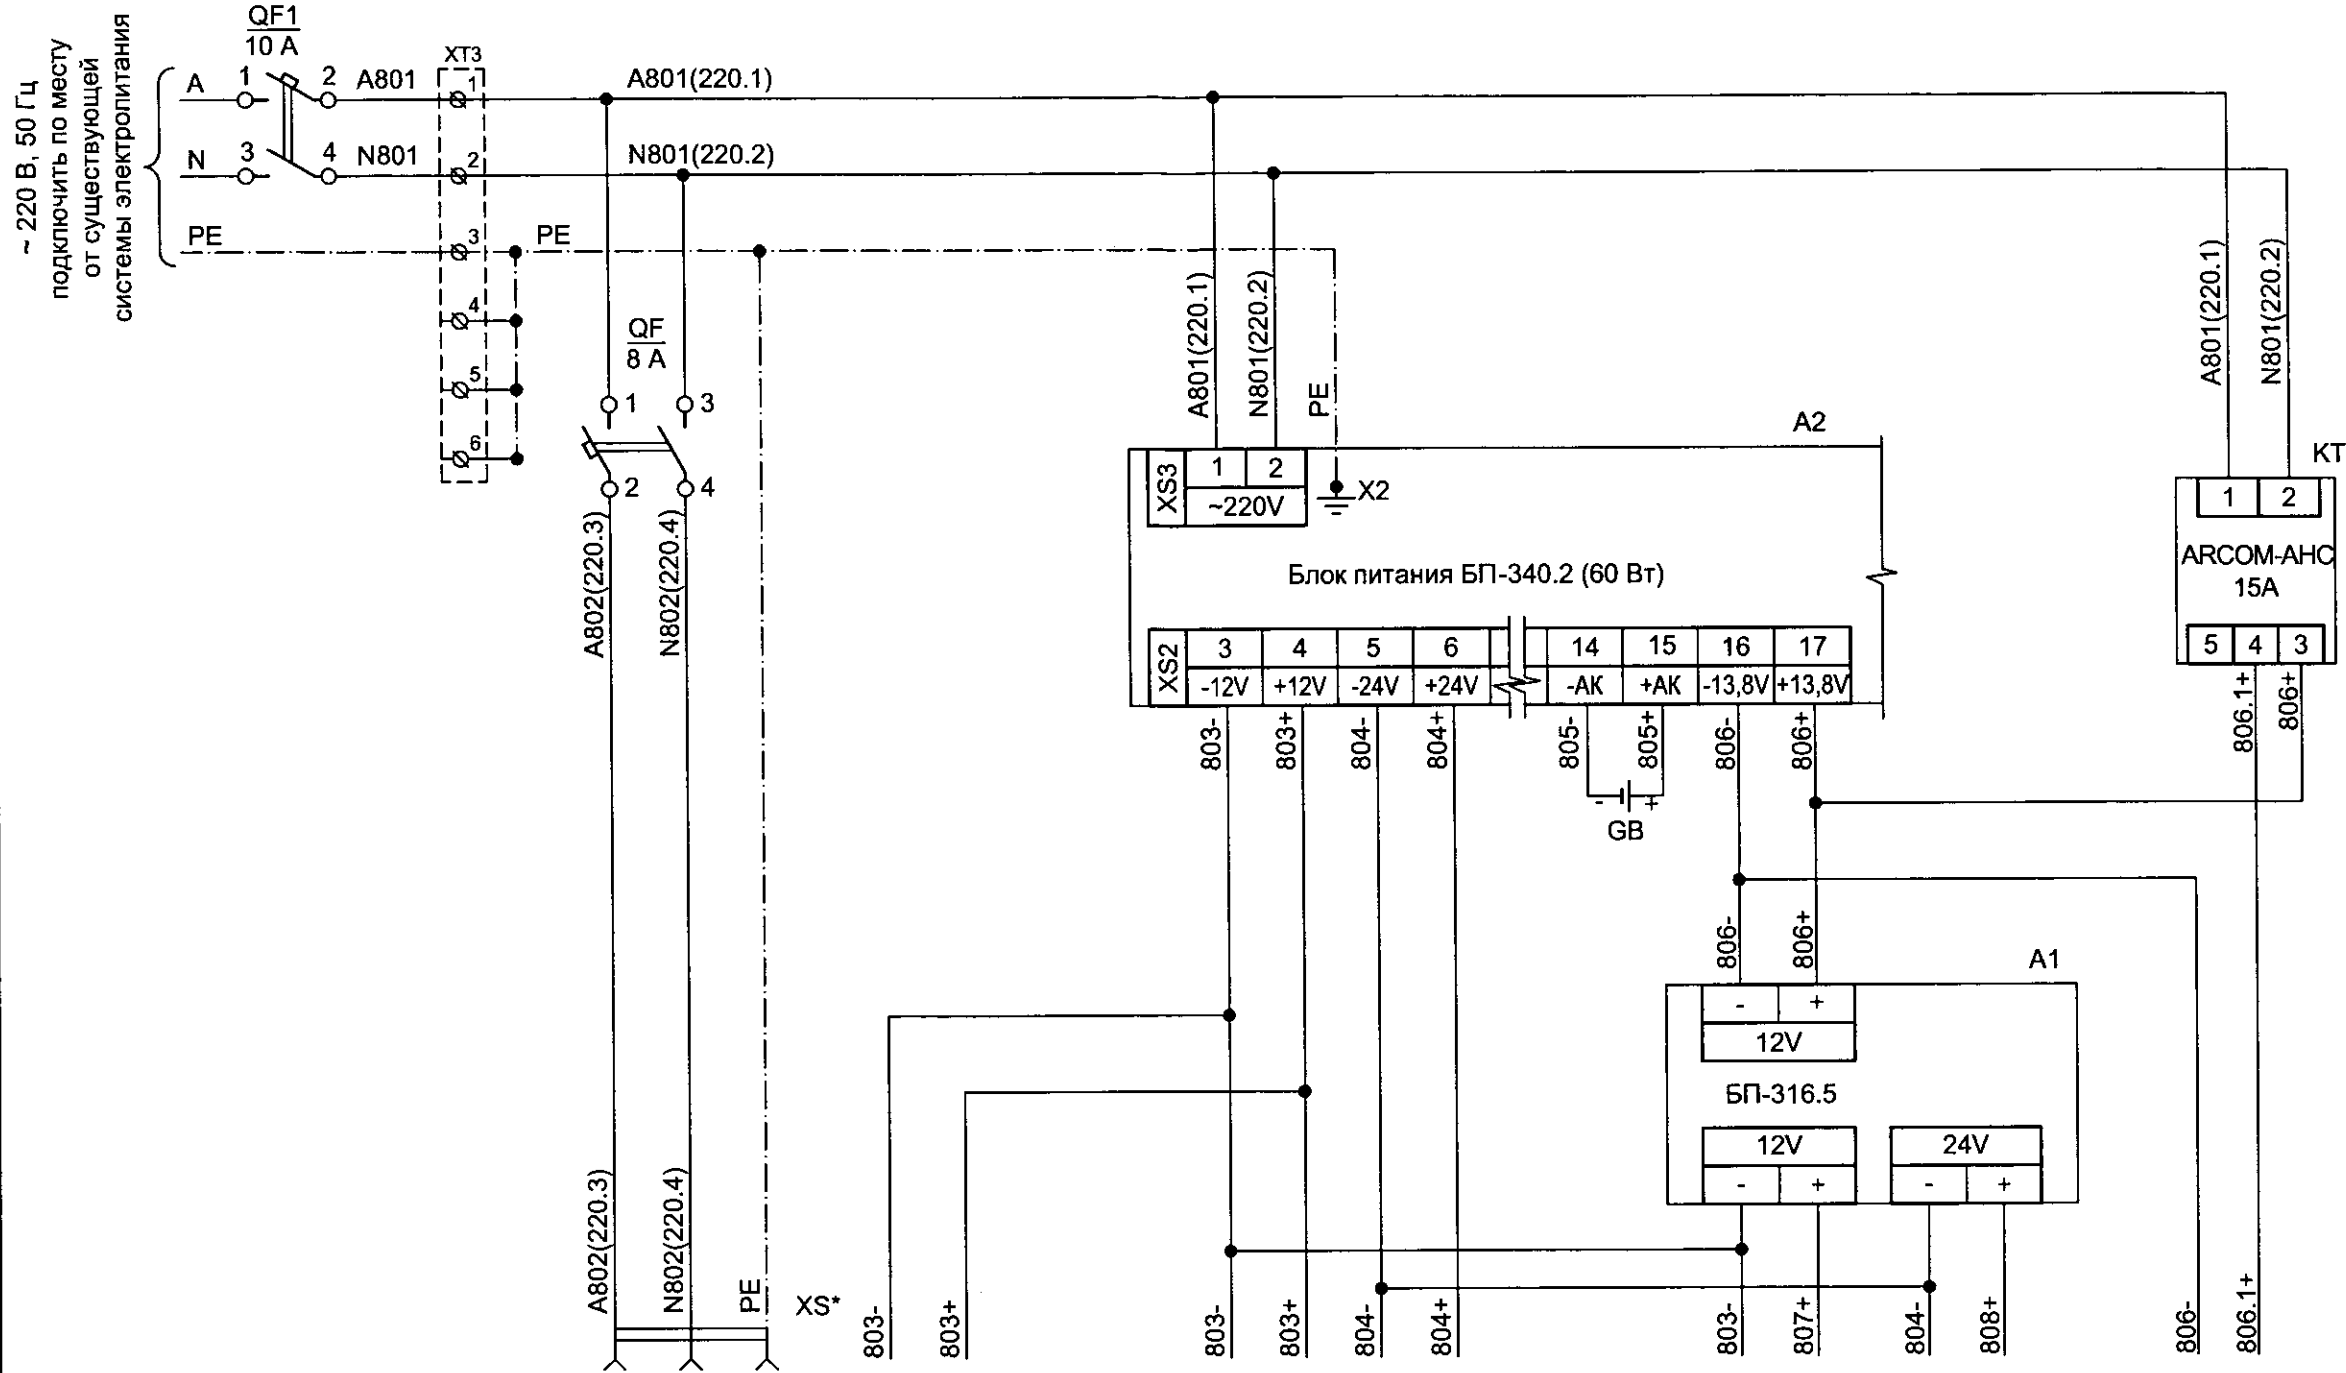 ~ 220 В, 50 Гц
подключить по месту
от существующей
системы электропитания
QF1
10 А
A 1 2 A801
N 3 4 N801
PE
XT3
1
2
3
4
5
6
A801(220.1)
N801(220.2)
PE
QF
8 А
1 3
2 4
A802(220.3)
N802(220.4)
A802(220.3)
N802(220.4)
PE
XS*
A801(220.1)
N801(220.2)
PE
A801(220.1)
N801(220.2)
A2
XS3
1 2
~220V
X2
Блок питания БП-340.2 (60 Вт)
XS2
3 4 5 6 14 15 16 17
-12V +12V -24V +24V -АК +АК -13,8V +13,8V
803- 803+ 804- 804+ 805- 805+ 806- 806+
- +
GB
KT
1 2
ARCOM-AHC
15A
5 4 3
806.1+ 806+
806- 806+
A1
- +
12V
БП-316.5
12V 24V
- + - +
803- 803+ 803- 803+ 804- 804+ 803- 807+ 804- 808+ 806- 806.1+